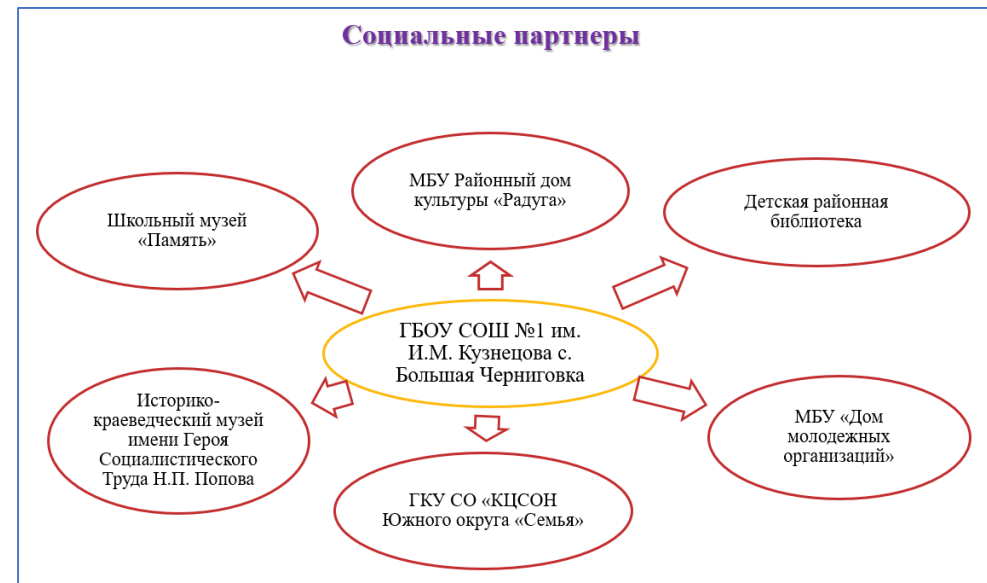 Социальные партнеры
МБУ Районный дом
культуры «Радуга»
Школьный музей
«Память»
Детская районная
библиотека
ГБОУ СОШ №1 им.
И.М. Кузнецова с.
Большая Черниговка
Историко-
краеведческий музей
имени Героя
Социалистического
Труда Н.П. Попова
МБУ «Дом
молодежных
организаций»
ГКУ СО «КЦСОН
Южного округа «Семья»